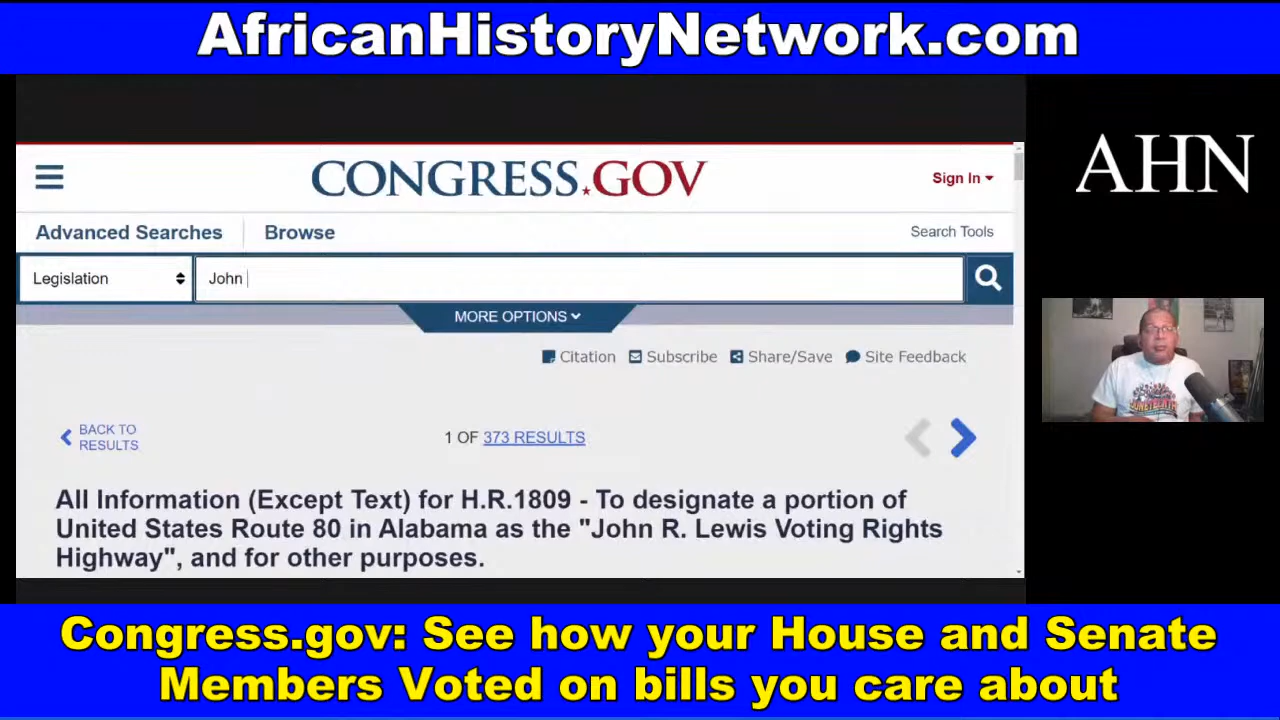 AfricanHistoryNetwork.com
AHN
CONGRESS.GOV
Sign In
Advanced Searches
Browse
Search Tools
Legislation
John
MORE OPTIONS
Citation
Subscribe
Share/Save
Site Feedback
BACK TO
RESULTS
1 OF 373 RESULTS
All Information (Except Text) for H.R.1809 - To designate a portion of
United States Route 80 in Alabama as the "John R. Lewis Voting Rights
Highway", and for other purposes.
JUNETEENTH
Congress.gov: See how your House and Senate
Members Voted on bills you care about